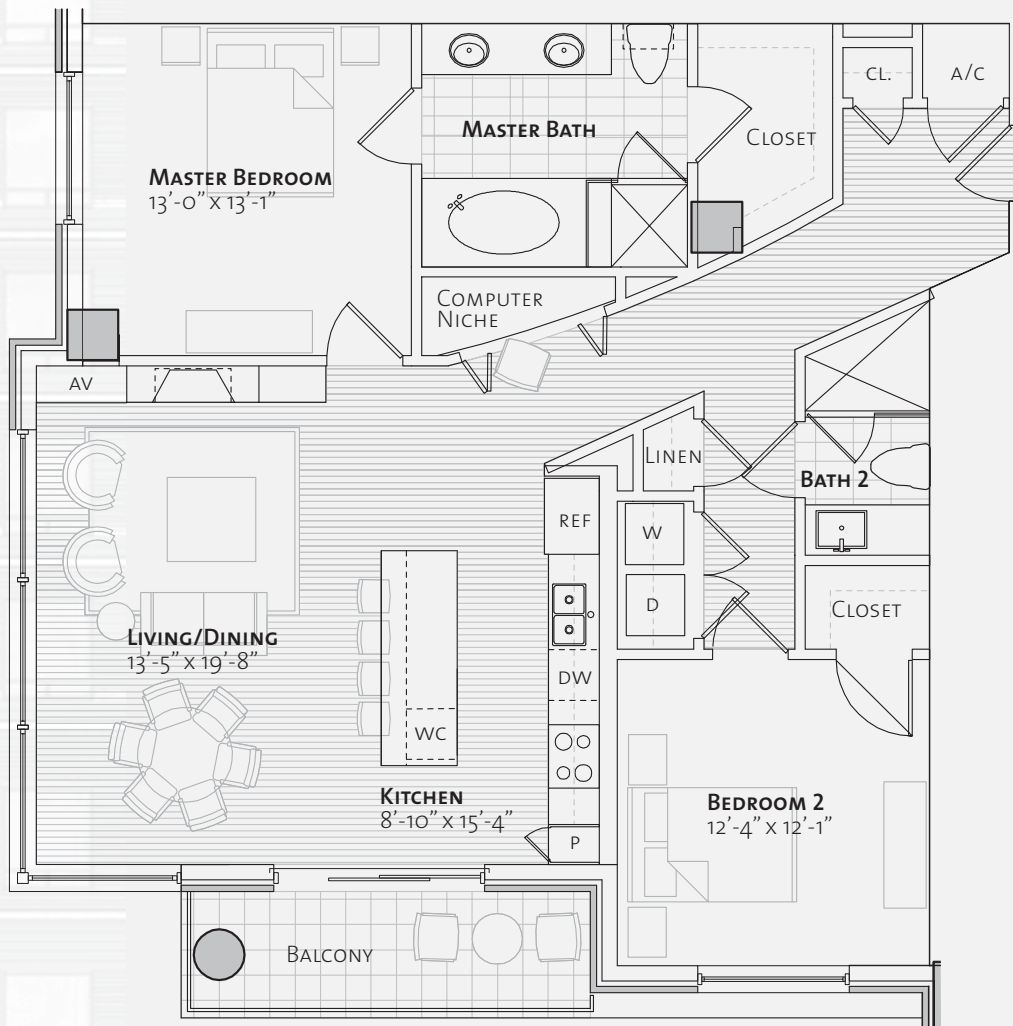 CL.
A/C
MASTER BATH
CLOSET
MASTER BEDROOM
13'-0" X 13'-1"
COMPUTER
NICHE
AV
LINEN
BATH 2
REF
W
D
CLOSET
LIVING/DINING
13'-5" X 19'-8"
DW
WC
KITCHEN
8'-10" X 15'-4"
BEDROOM 2
12'-4" X 12'-1"
P
BALCONY